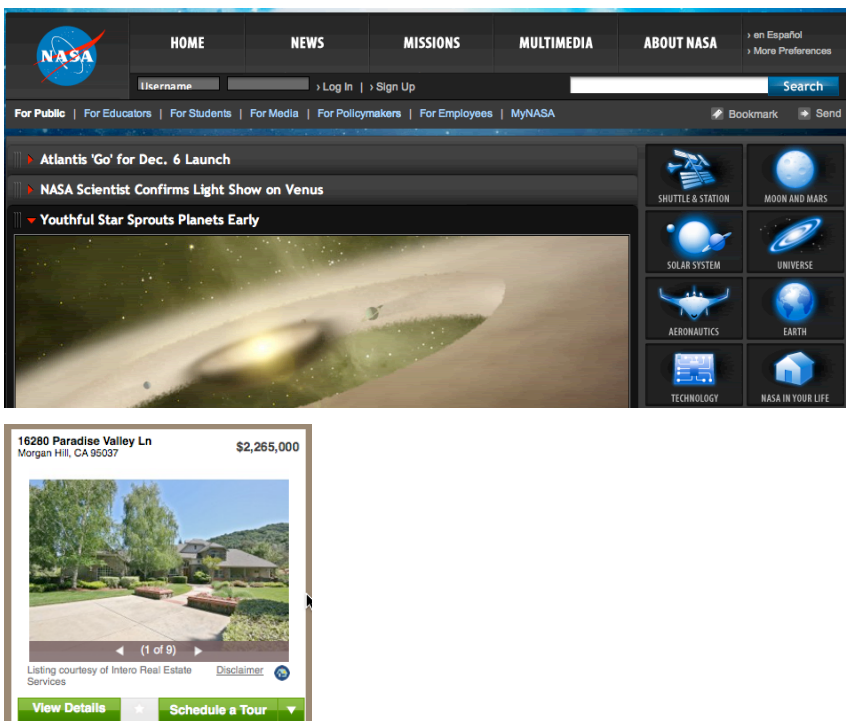 NASA
HOME NEWS MISSIONS MULTIMEDIA ABOUT NASA
› en Español
› More Preferences
Username › Log In | › Sign Up Search
For Public | For Educators | For Students | For Media | For Policymakers | For Employees | MyNASA Bookmark Send
Atlantis 'Go' for Dec. 6 Launch
NASA Scientist Confirms Light Show on Venus
Youthful Star Sprouts Planets Early
SHUTTLE & STATION MOON AND MARS
SOLAR SYSTEM UNIVERSE
AERONAUTICS EARTH
TECHNOLOGY NASA IN YOUR LIFE
16280 Paradise Valley Ln
Morgan Hill, CA 95037
$2,265,000
(1 of 9)
Listing courtesy of Intero Real Estate
Services
Disclaimer
View Details Schedule a Tour